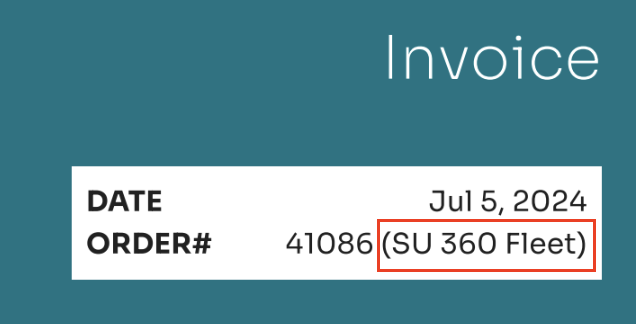 Invoice
DATE Jul 5, 2024
ORDER# 41086 (SU 360 Fleet)